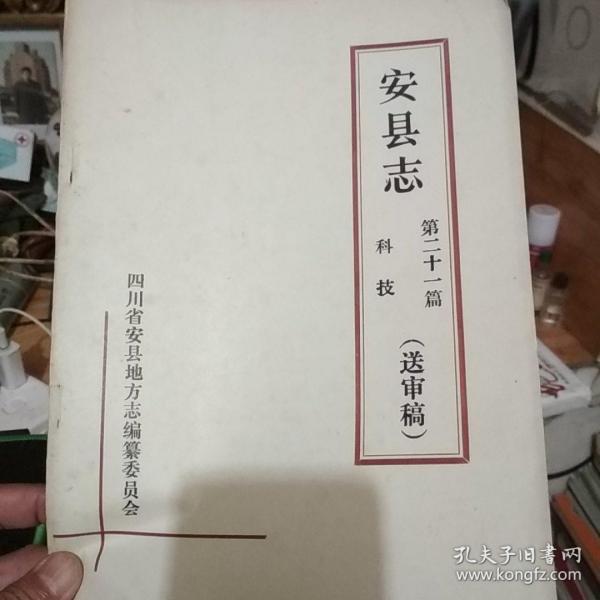 安县志
第二十一篇
科技
（送审稿）
四川省安县地方志编纂委员会
孔夫子旧书网
www.kongfz.com